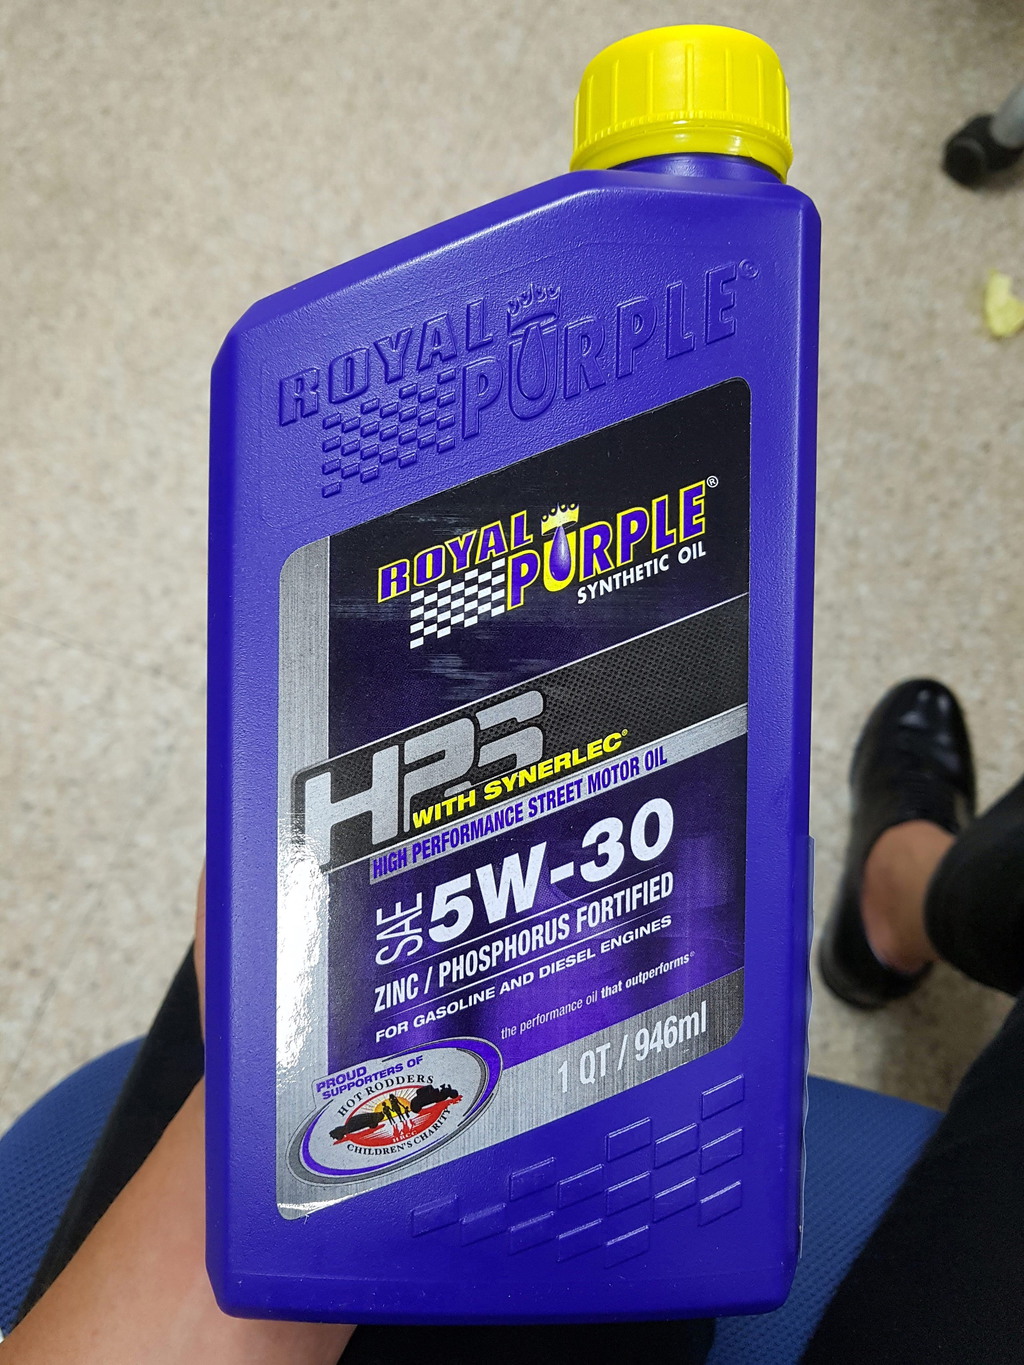 ROYAL
PURPLE®
ROYAL
PURPLE®
SYNTHETIC OIL
HPS
WITH SYNERLEC®
HIGH PERFORMANCE STREET MOTOR OIL
SAE 5W-30
ZINC / PHOSPHORUS FORTIFIED
FOR GASOLINE AND DIESEL ENGINES
the performance oil that outperforms®
1 QT / 946ml
PROUD
SUPPORTERS OF
HOT RODDERS
H.R.C.C.
CHILDREN'S CHARITY